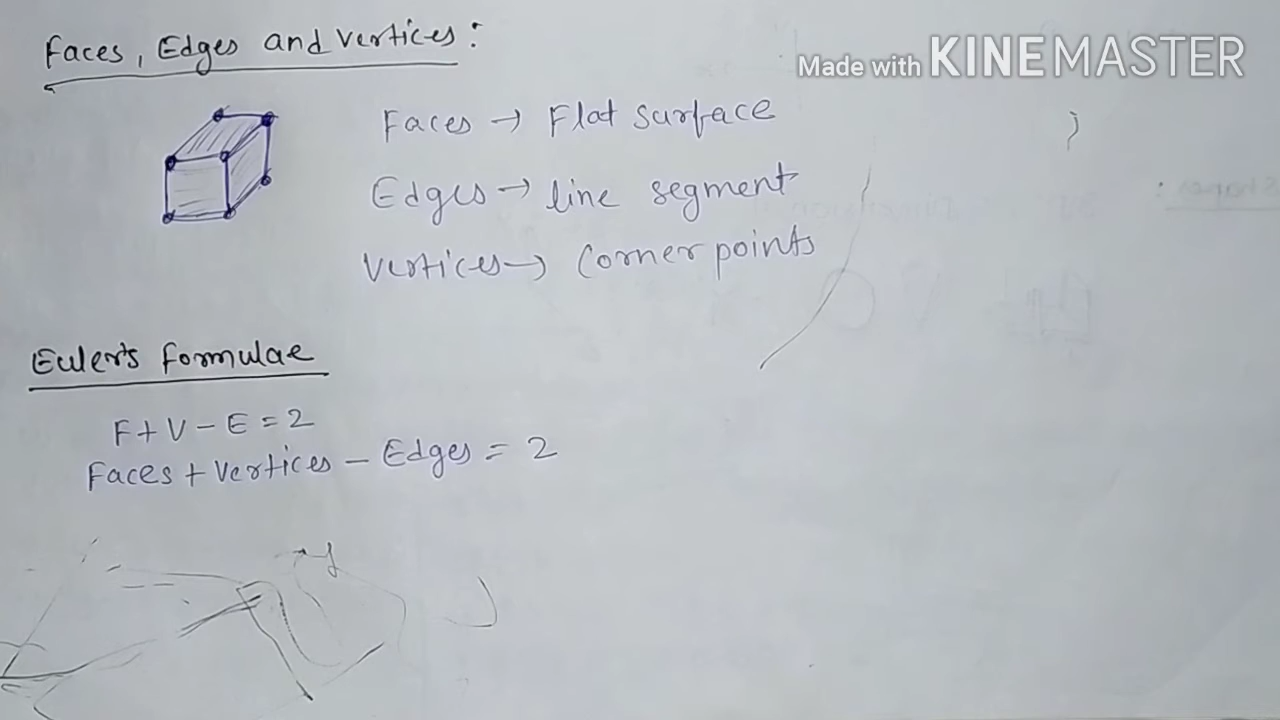 Faces, Edges and vertices:
Made with KINEMASTER
Faces → Flat surface
Edges → line segment
Vertices → Corner points
Euler's formulae
F+V-E=2
Faces + Vertices - Edges = 2